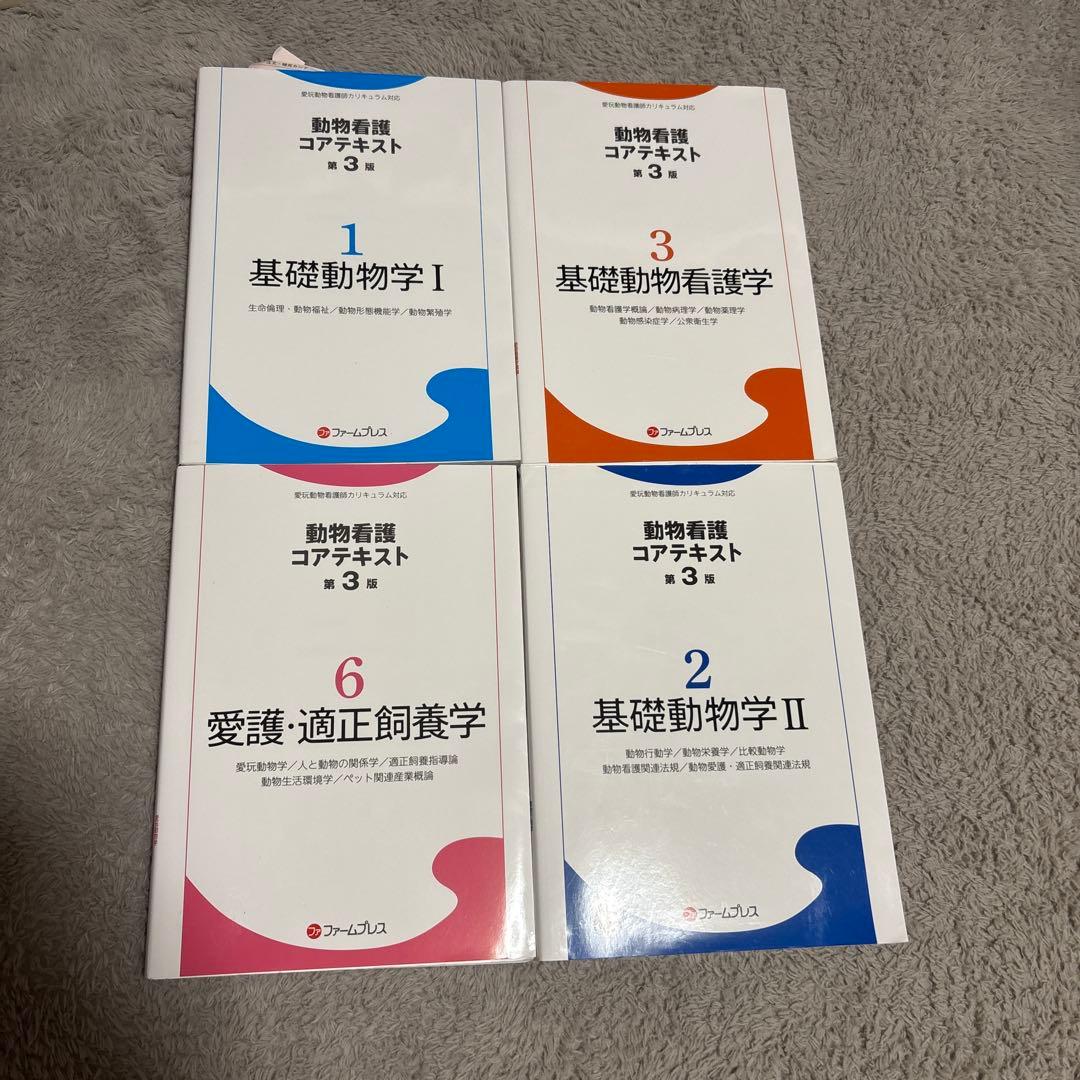 愛玩動物看護師カリキュラム対応
動物看護
コアテキスト
第3版
1
基礎動物学Ⅰ
生命倫理・動物福祉／動物形態機能学／動物繁殖学
ファ ファームプレス
愛玩動物看護師カリキュラム対応
動物看護
コアテキスト
第3版
3
基礎動物看護学
動物看護学概論／動物病理学／動物薬理学
動物感染症学／公衆衛生学
ファ ファームプレス
愛玩動物看護師カリキュラム対応
動物看護
コアテキスト
第3版
6
愛護・適正飼養学
愛玩動物学／人と動物の関係学／適正飼養指導論
動物生活環境学／ペット関連産業概論
ファ ファームプレス
愛玩動物看護師カリキュラム対応
動物看護
コアテキスト
第3版
2
基礎動物学Ⅱ
動物行動学／動物栄養学／比較動物学
動物看護関連法規／動物愛護・適正飼養関連法規
ファ ファームプレス